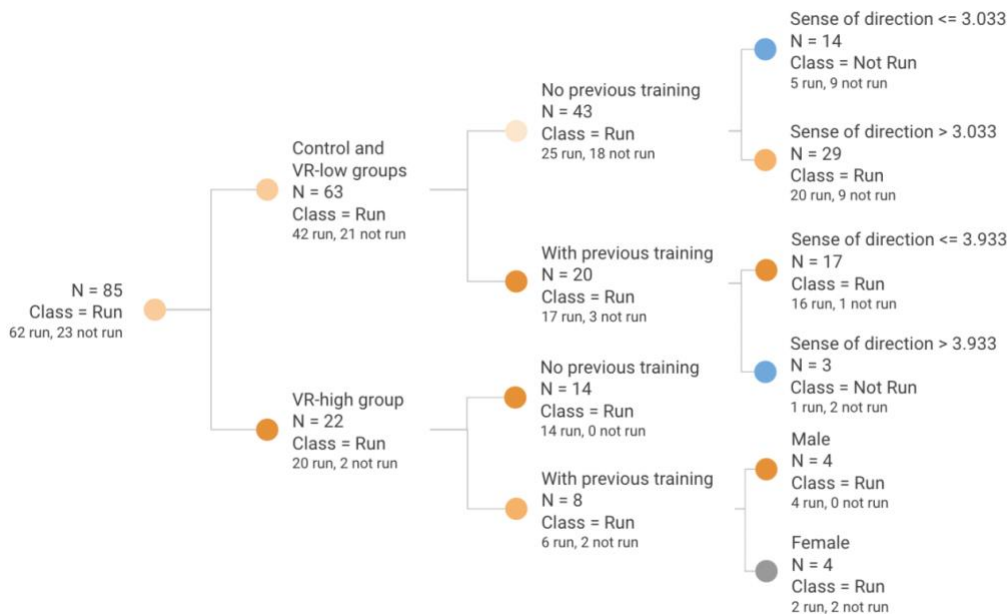 N = 85
Class = Run
62 run, 23 not run
Control and
VR-low groups
N = 63
Class = Run
42 run, 21 not run
VR-high group
N = 22
Class = Run
20 run, 2 not run
No previous training
N = 43
Class = Run
25 run, 18 not run
With previous training
N = 20
Class = Run
17 run, 3 not run
No previous training
N = 14
Class = Run
14 run, 0 not run
With previous training
N = 8
Class = Run
6 run, 2 not run
Sense of direction <= 3.033
N = 14
Class = Not Run
5 run, 9 not run
Sense of direction > 3.033
N = 29
Class = Run
20 run, 9 not run
Sense of direction <= 3.933
N = 17
Class = Run
16 run, 1 not run
Sense of direction > 3.933
N = 3
Class = Not Run
1 run, 2 not run
Male
N = 4
Class = Run
4 run, 0 not run
Female
N = 4
Class = Run
2 run, 2 not run